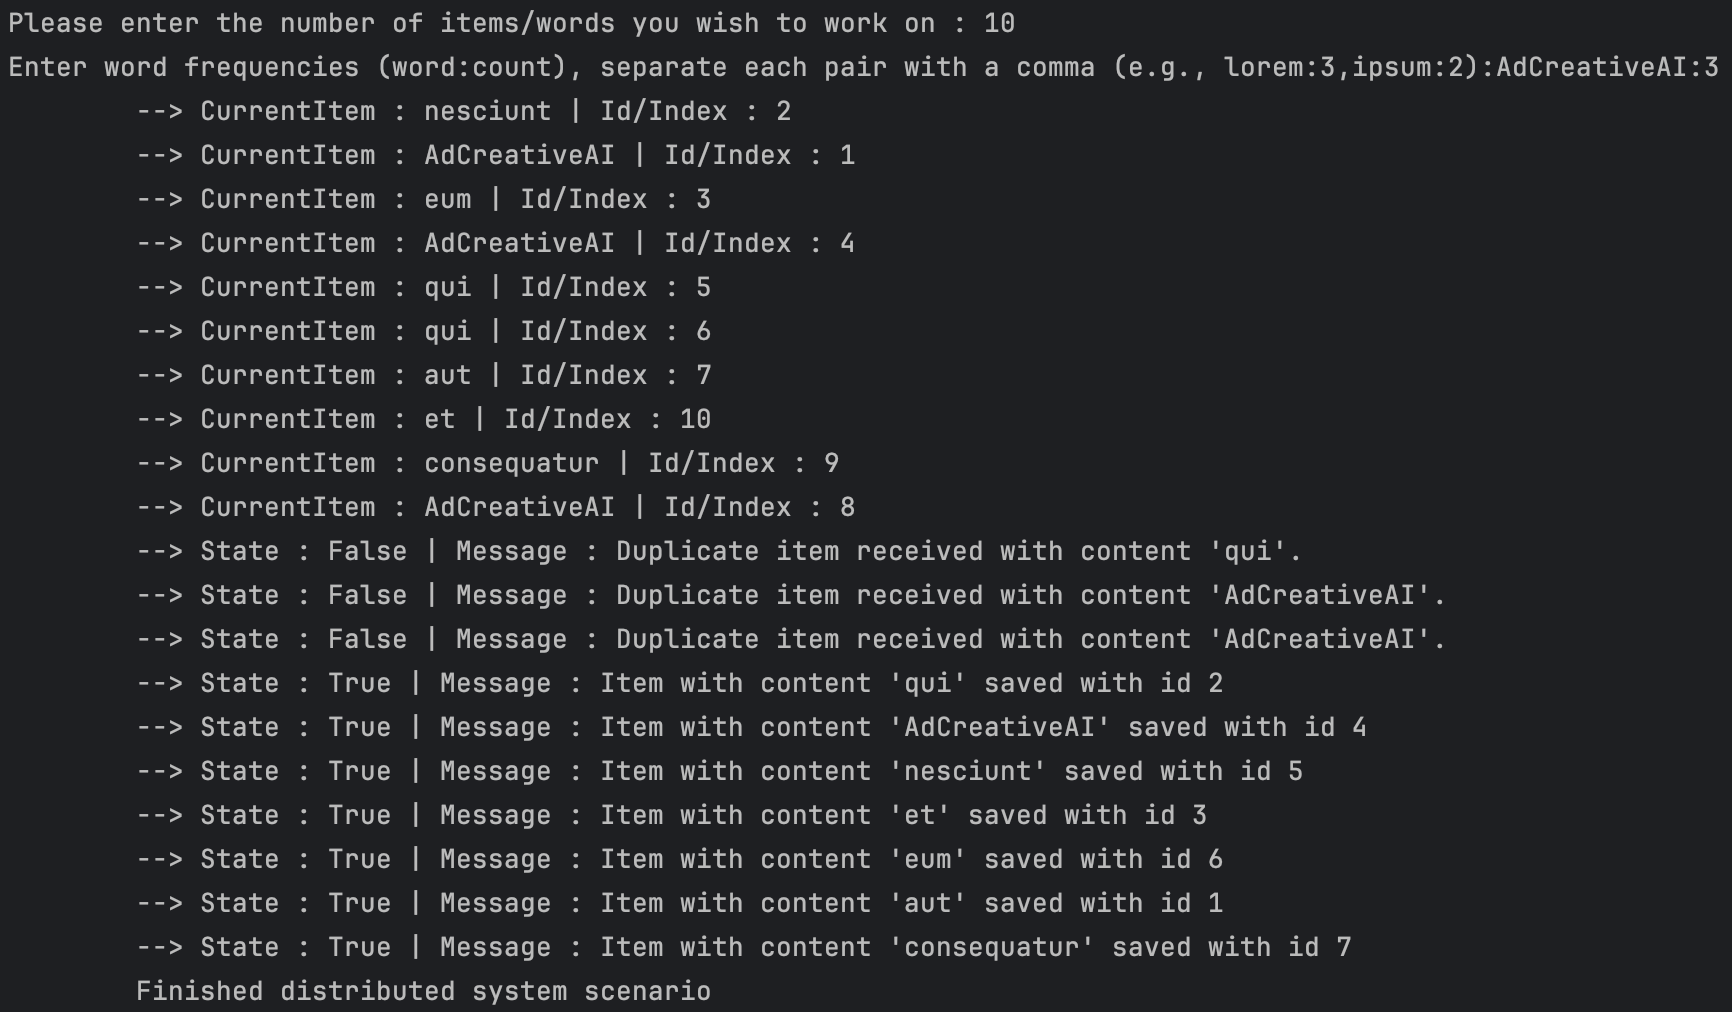 Please enter the number of items/words you wish to work on : 10
Enter word frequencies (word:count), separate each pair with a comma (e.g., lorem:3,ipsum:2):AdCreativeAI:3
--> CurrentItem : nesciunt | Id/Index : 2
--> CurrentItem : AdCreativeAI | Id/Index : 1
--> CurrentItem : eum | Id/Index : 3
--> CurrentItem : AdCreativeAI | Id/Index : 4
--> CurrentItem : qui | Id/Index : 5
--> CurrentItem : qui | Id/Index : 6
--> CurrentItem : aut | Id/Index : 7
--> CurrentItem : et | Id/Index : 10
--> CurrentItem : consequatur | Id/Index : 9
--> CurrentItem : AdCreativeAI | Id/Index : 8
--> State : False | Message : Duplicate item received with content 'qui'.
--> State : False | Message : Duplicate item received with content 'AdCreativeAI'.
--> State : False | Message : Duplicate item received with content 'AdCreativeAI'.
--> State : True | Message : Item with content 'qui' saved with id 2
--> State : True | Message : Item with content 'AdCreativeAI' saved with id 4
--> State : True | Message : Item with content 'nesciunt' saved with id 5
--> State : True | Message : Item with content 'et' saved with id 3
--> State : True | Message : Item with content 'eum' saved with id 6
--> State : True | Message : Item with content 'aut' saved with id 1
--> State : True | Message : Item with content 'consequatur' saved with id 7
Finished distributed system scenario